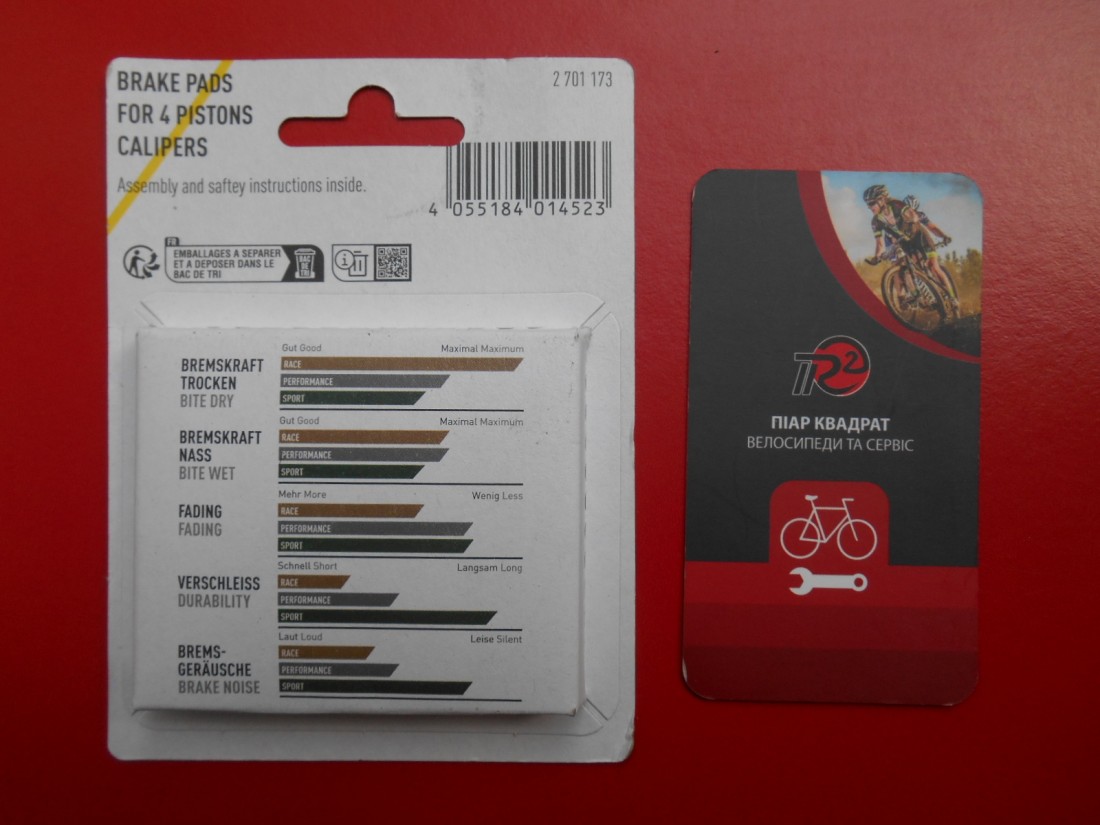 BRAKE PADS
FOR 4 PISTONS
CALIPERS
2 701 173
Assembly and saftey instructions inside.
4 055184 014523
FR
EMBALLAGES A SEPARER
ET A DEPOSER DANS LE
BAC DE TRI
BAC
DE
TRI
BREMSKRAFT
TROCKEN
BITE DRY
Gut Good Maximal Maximum
RACE
PERFORMANCE
SPORT
BREMSKRAFT
NASS
BITE WET
Gut Good Maximal Maximum
RACE
PERFORMANCE
SPORT
FADING
FADING
Mehr More Wenig Less
RACE
PERFORMANCE
SPORT
VERSCHLEISS
DURABILITY
Schnell Short Langsam Long
RACE
PERFORMANCE
SPORT
BREMS-
GERÄUSCHE
BRAKE NOISE
Laut Loud Leise Silent
RACE
PERFORMANCE
SPORT
ПR2
ПІАР КВАДРАТ
ВЕЛОСИПЕДИ ТА СЕРВІС